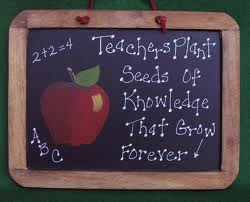 2+2=4
Teachers Plant
Seeds Of
Knowledge
That Grow
Forever!
A
B
C